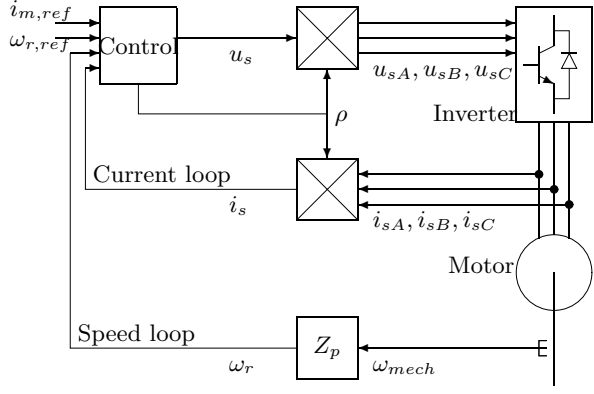 i_{m,ref}
ω_{r,ref}
Control
u_s
u_{sA}, u_{sB}, u_{sC}
Inverter
ρ
Current loop
i_s
i_{sA}, i_{sB}, i_{sC}
Motor
Speed loop
Z_p
ω_r
ω_{mech}